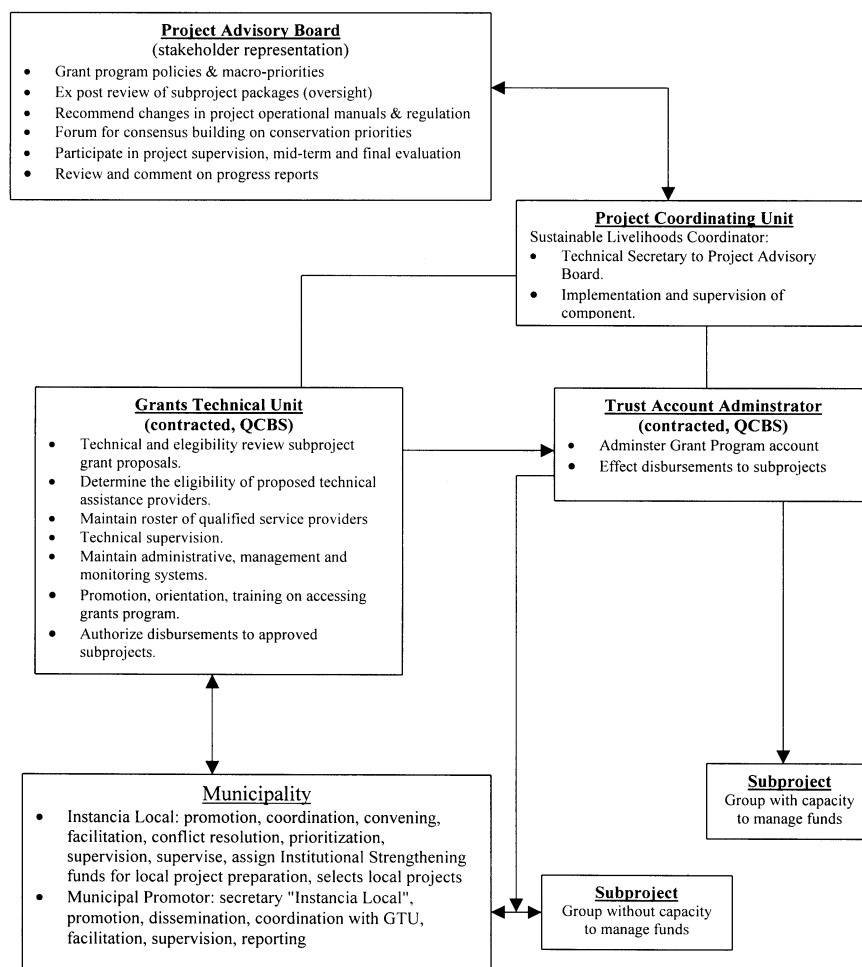 Project Advisory Board
(stakeholder representation)
• Grant program policies & macro-priorities
• Ex post review of subproject packages (oversight)
• Recommend changes in project operational manuals & regulation
• Forum for consensus building on conservation priorities
• Participate in project supervision, mid-term and final evaluation
• Review and comment on progress reports
Project Coordinating Unit
Sustainable Livelihoods Coordinator:
• Technical Secretary to Project Advisory
Board.
• Implementation and supervision of
component.
Grants Technical Unit
(contracted, QCBS)
• Technical and elegibility review subproject
grant proposals.
• Determine the eligibility of proposed technical
assistance providers.
• Maintain roster of qualified service providers
• Technical supervision.
• Maintain administrative, management and
monitoring systems.
• Promotion, orientation, training on accessing
grants program.
• Authorize disbursements to approved
subprojects.
Trust Account Adminstrator
(contracted, QCBS)
• Adminster Grant Program account
• Effect disbursements to subprojects
Subproject
Group with capacity
to manage funds
Municipality
• Instancia Local: promotion, coordination, convening,
facilitation, conflict resolution, prioritization,
supervision, supervise, assign Institutional Strengthening
funds for local project preparation, selects local projects
• Municipal Promotor: secretary "Instancia Local",
promotion, dissemination, coordination with GTU,
facilitation, supervision, reporting
Subproject
Group without capacity
to manage funds